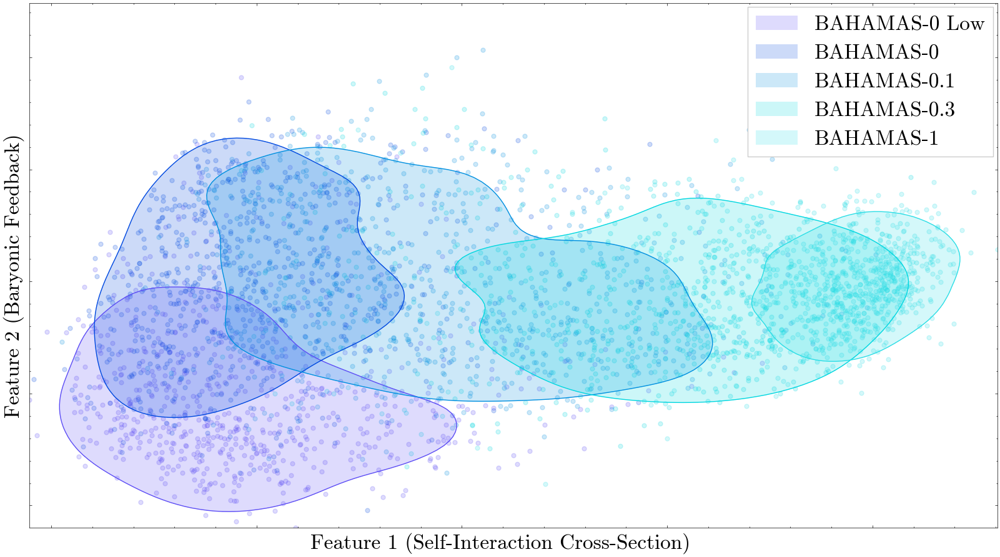 BAHAMAS-0 Low
BAHAMAS-0
BAHAMAS-0.1
BAHAMAS-0.3
BAHAMAS-1
Feature 2 (Baryonic Feedback)
Feature 1 (Self-Interaction Cross-Section)